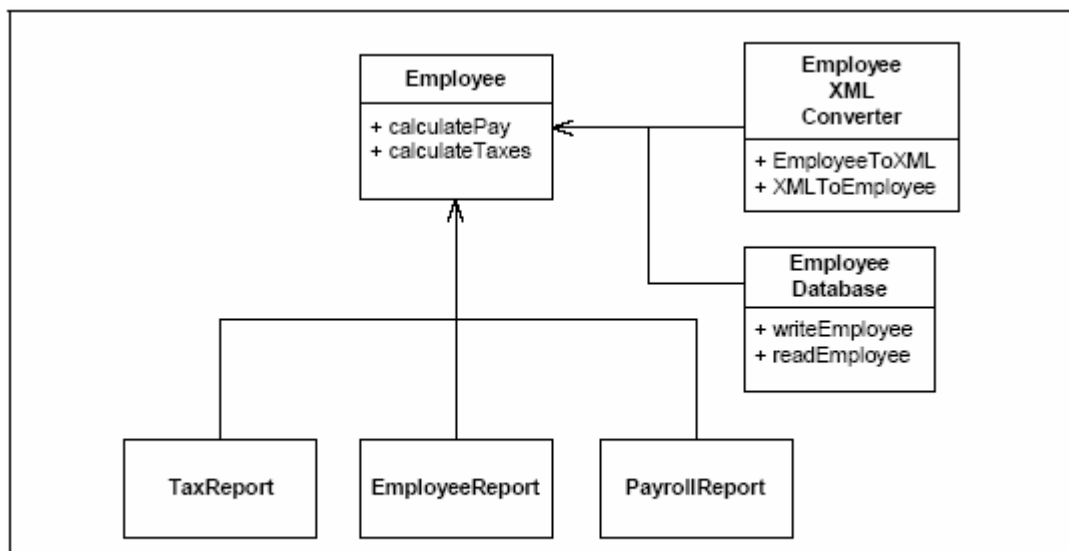 Employee
+ calculatePay
+ calculateTaxes
Employee
XML
Converter
+ EmployeeToXML
+ XMLToEmployee
Employee
Database
+ writeEmployee
+ readEmployee
TaxReport
EmployeeReport
PayrollReport